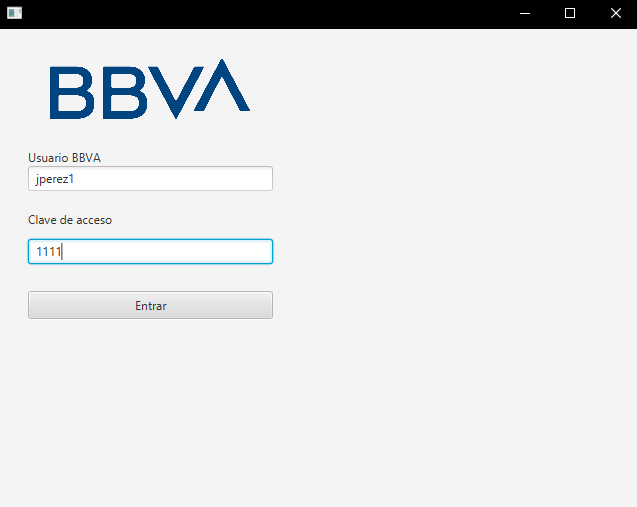 BBVA
Usuario BBVA
jperez1
Clave de acceso
1111
Entrar